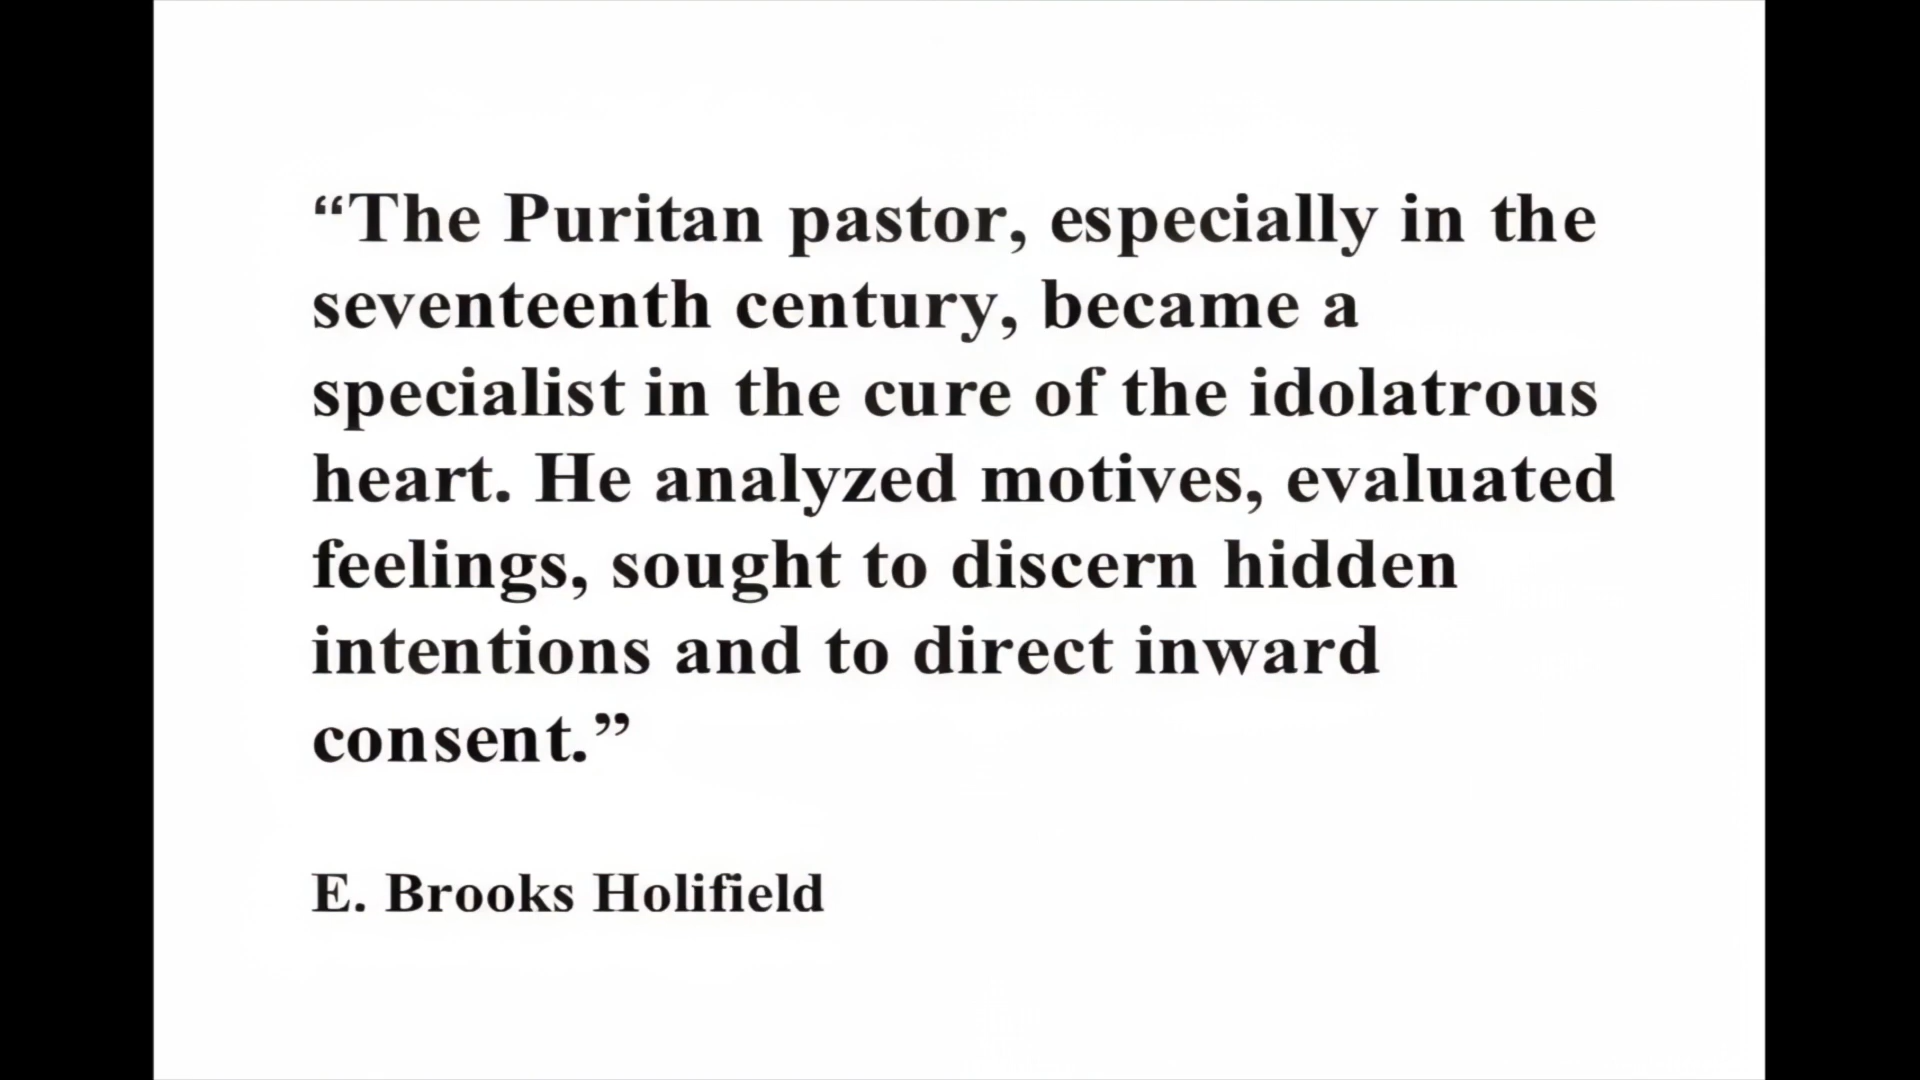 “The Puritan pastor, especially in the
seventeenth century, became a
specialist in the cure of the idolatrous
heart. He analyzed motives, evaluated
feelings, sought to discern hidden
intentions and to direct inward
consent.”
E. Brooks Holifield